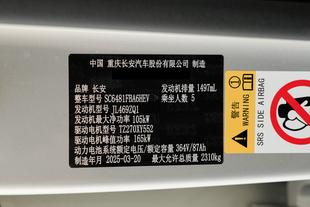 中国 重庆长安汽车股份有限公司 制造
品牌 长安
发动机排量 1497mL
整车型号 SC6481FBA6HEV
乘坐人数 5
发动机型号 JL469ZQ1
发动机最大净功率 105kW
驱动电机型号 TZ270XY552
驱动电机峰值功率 165kW
动力电池系统额定电压/额定容量 364V/87Ah
制造年月 2025-03-20
最大允许总质量 2310kg
警告
WARNING
SRS SIDE AIRBAG